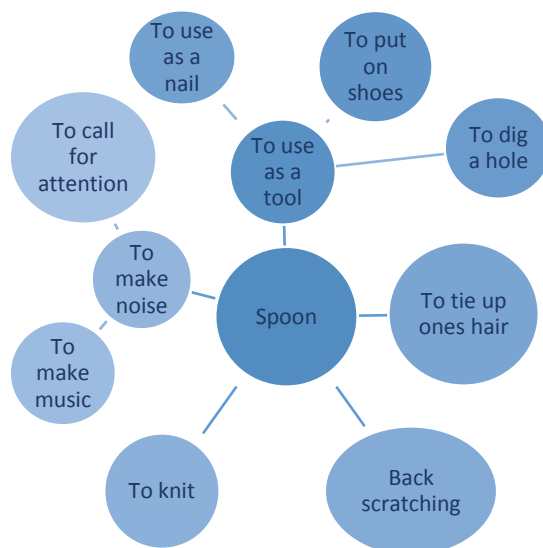 To use
as a
nail
To put
on
shoes
To call
for
attention
To use
as a
tool
To dig
a hole
To
make
noise
Spoon
To tie up
ones hair
To
make
music
To knit
Back
scratching